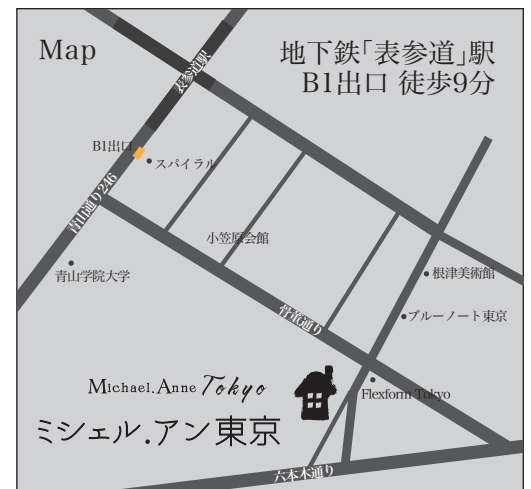 Map
地下鉄「表参道」駅
B1出口 徒歩9分
表参道駅
B1出口
スパイラル
青山通り246
小笠原会館
青山学院大学
根津美術館
ブルーノート東京
骨董通り
Flexform Tokyo
Michael.Anne Tokyo
ミシェル.アン東京
六本木通り